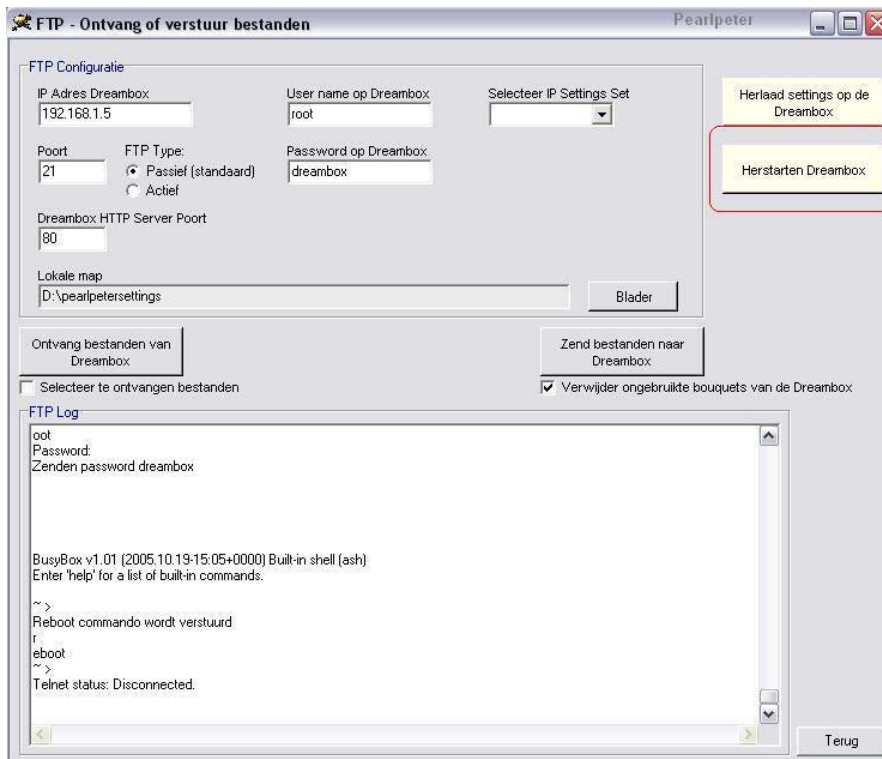 FTP - Ontvang of verstuur bestanden
Pearlpeter
FTP Configuratie
IP Adres Dreambox
192.168.1.5
User name op Dreambox
root
Selecteer IP Settings Set
Herlaad settings op de
Dreambox
Poort
21
FTP Type:
Passief (standaard)
Actief
Password op Dreambox
dreambox
Herstarten Dreambox
Dreambox HTTP Server Poort
80
Lokale map
D:\pearlpetersettings
Blader
Ontvang bestanden van
Dreambox
Zend bestanden naar
Dreambox
Selecteer te ontvangen bestanden
Verwijder ongebruikte bouquets van de Dreambox
FTP Log
oot
Password:
Zenden password dreambox
BusyBox v1.01 (2005.10.19-15:05+0000) Built-in shell (ash)
Enter 'help' for a list of built-in commands.
~ >
Reboot commando wordt verstuurd
r
eboot
~ >
Telnet status: Disconnected.
Terug